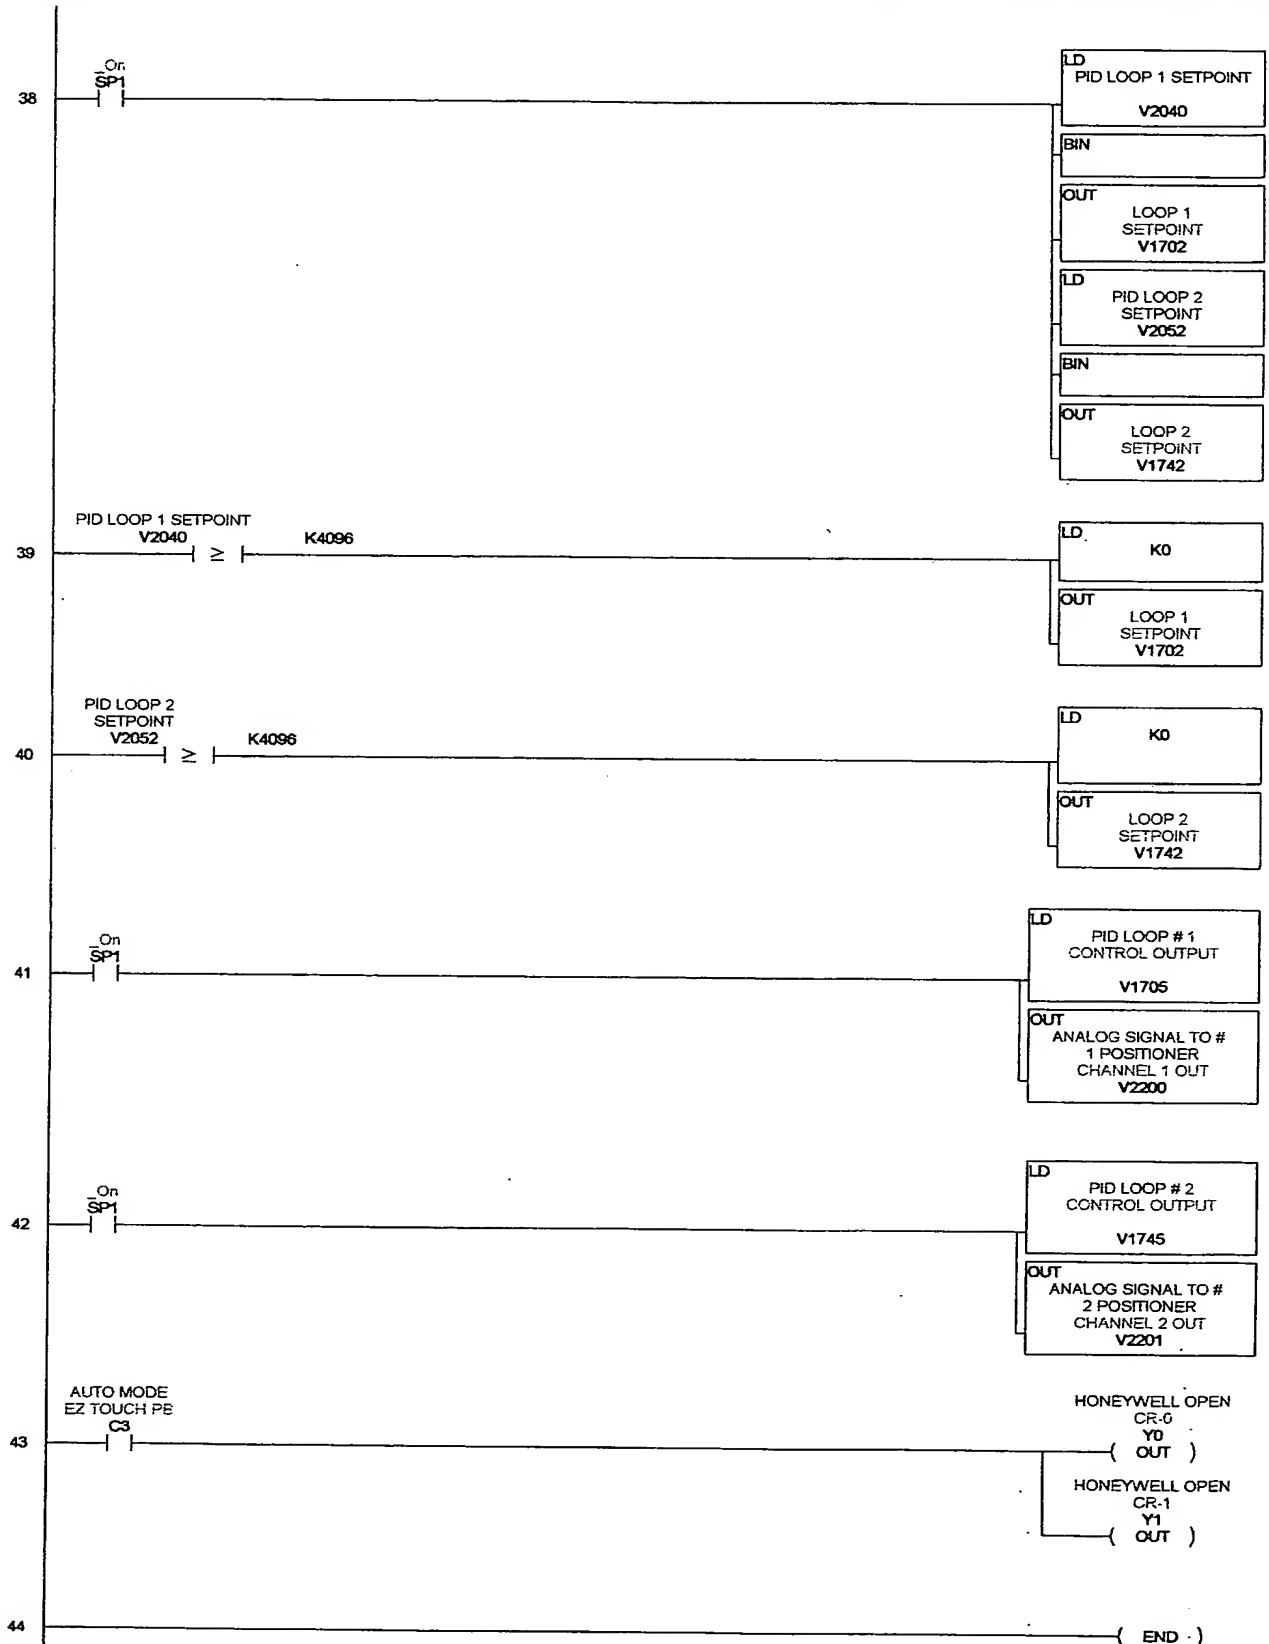 _On
SP1
38
LD
PID LOOP 1 SETPOINT
V2040
BIN
OUT
LOOP 1
SETPOINT
V1702
LD
PID LOOP 2
SETPOINT
V2052
BIN
OUT
LOOP 2
SETPOINT
V1742
PID LOOP 1 SETPOINT
V2040 ≥ K4096
39
LD
K0
OUT
LOOP 1
SETPOINT
V1702
PID LOOP 2
SETPOINT
V2052 ≥ K4096
40
LD
K0
OUT
LOOP 2
SETPOINT
V1742
_On
SP1
41
LD
PID LOOP # 1
CONTROL OUTPUT
V1705
OUT
ANALOG SIGNAL TO #
1 POSITIONER
CHANNEL 1 OUT
V2200
_On
SP1
42
LD
PID LOOP # 2
CONTROL OUTPUT
V1745
OUT
ANALOG SIGNAL TO #
2 POSITIONER
CHANNEL 2 OUT
V2201
AUTO MODE
EZ TOUCH PB
C3
43
HONEYWELL OPEN
CR-0
Y0
( OUT )
HONEYWELL OPEN
CR-1
Y1
( OUT )
44
( END )